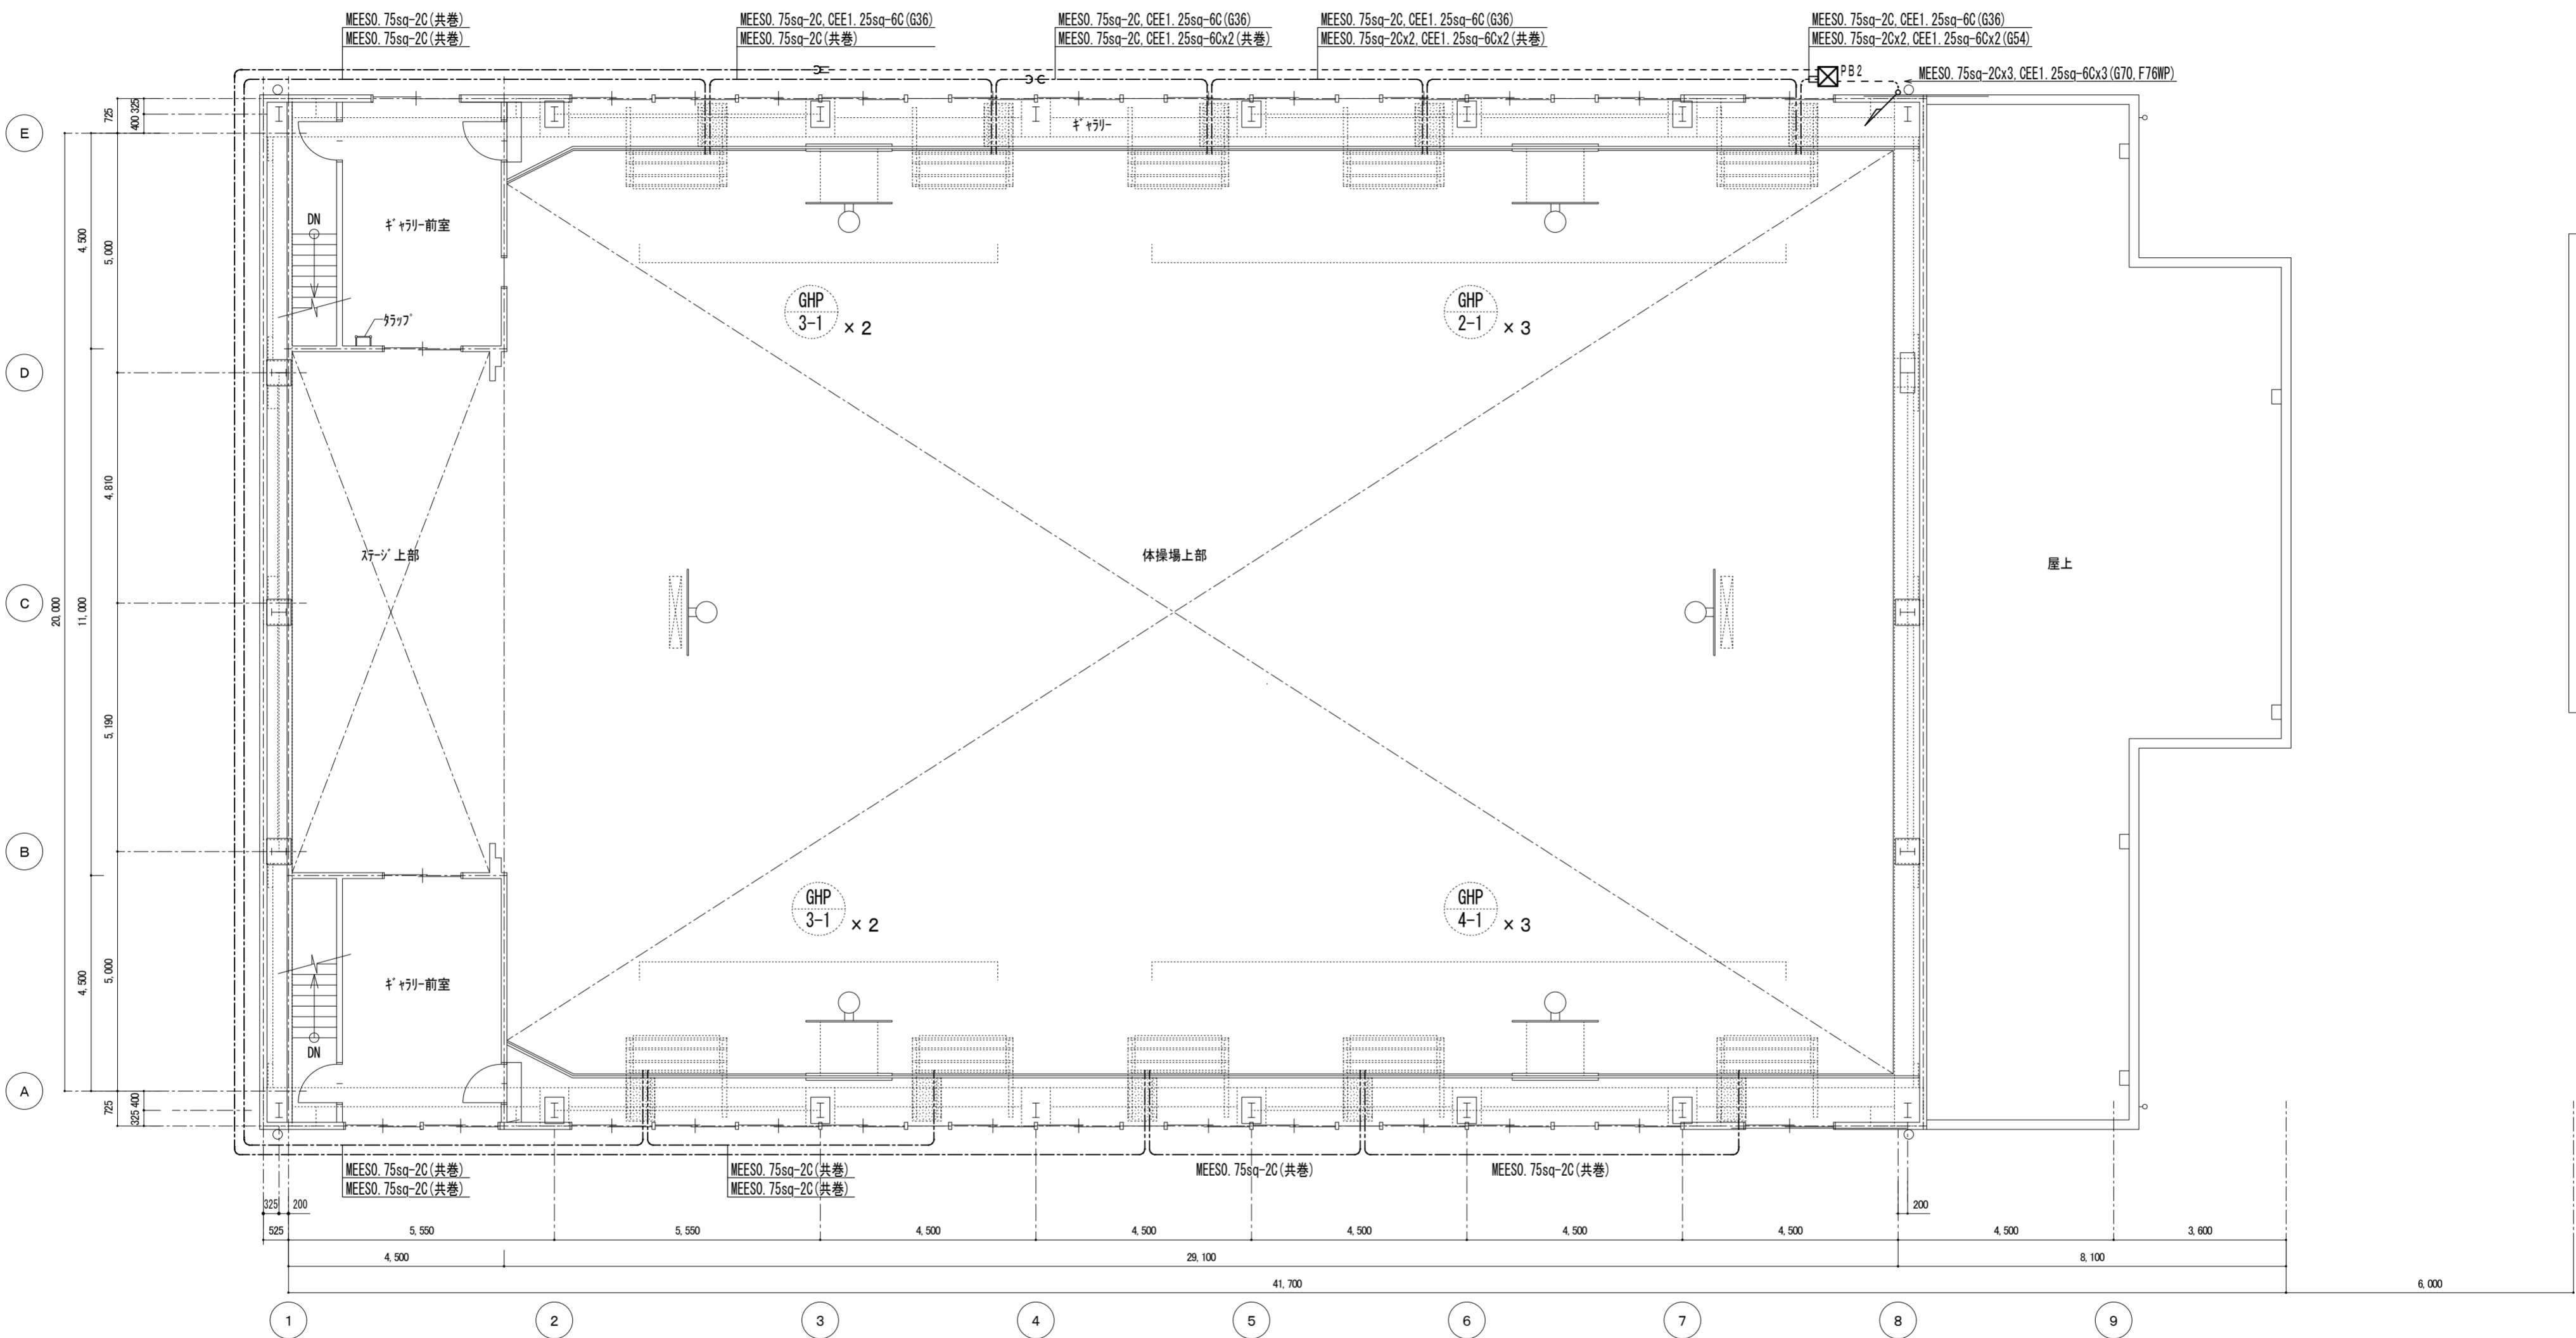 MEES0.75sq-2C(共巻)
MEES0.75sq-2C(共巻)
MEES0.75sq-2C,CEE1.25sq-6C(G36)
MEES0.75sq-2C(共巻)
MEES0.75sq-2C,CEE1.25sq-6C(G36)
MEES0.75sq-2C,CEE1.25sq-6Cx2(共巻)
MEES0.75sq-2C,CEE1.25sq-6C(G36)
MEES0.75sq-2Cx2,CEE1.25sq-6Cx2(共巻)
MEES0.75sq-2C,CEE1.25sq-6C(G36)
MEES0.75sq-2Cx2,CEE1.25sq-6Cx2(G54)
PB2
MEES0.75sq-2Cx3,CEE1.25sq-6Cx3(G70,F76WP)
725
325
400
E
ギャラリー
DN
ギャラリー前室
4,500
5,000
GHP
3-1
×2
GHP
2-1
×3
タラップ
D
4,810
ステージ上部
体操場上部
屋上
C
20,000
11,000
5,190
B
GHP
3-1
×2
GHP
4-1
×3
4,500
5,000
ギャラリー前室
DN
A
725
400
325
MEES0.75sq-2C(共巻)
MEES0.75sq-2C(共巻)
MEES0.75sq-2C(共巻)
MEES0.75sq-2C(共巻)
MEES0.75sq-2C(共巻)
MEES0.75sq-2C(共巻)
325
200
200
525
5,550
5,550
4,500
4,500
4,500
4,500
4,500
4,500
3,600
4,500
29,100
8,100
41,700
6,000
1
2
3
4
5
6
7
8
9